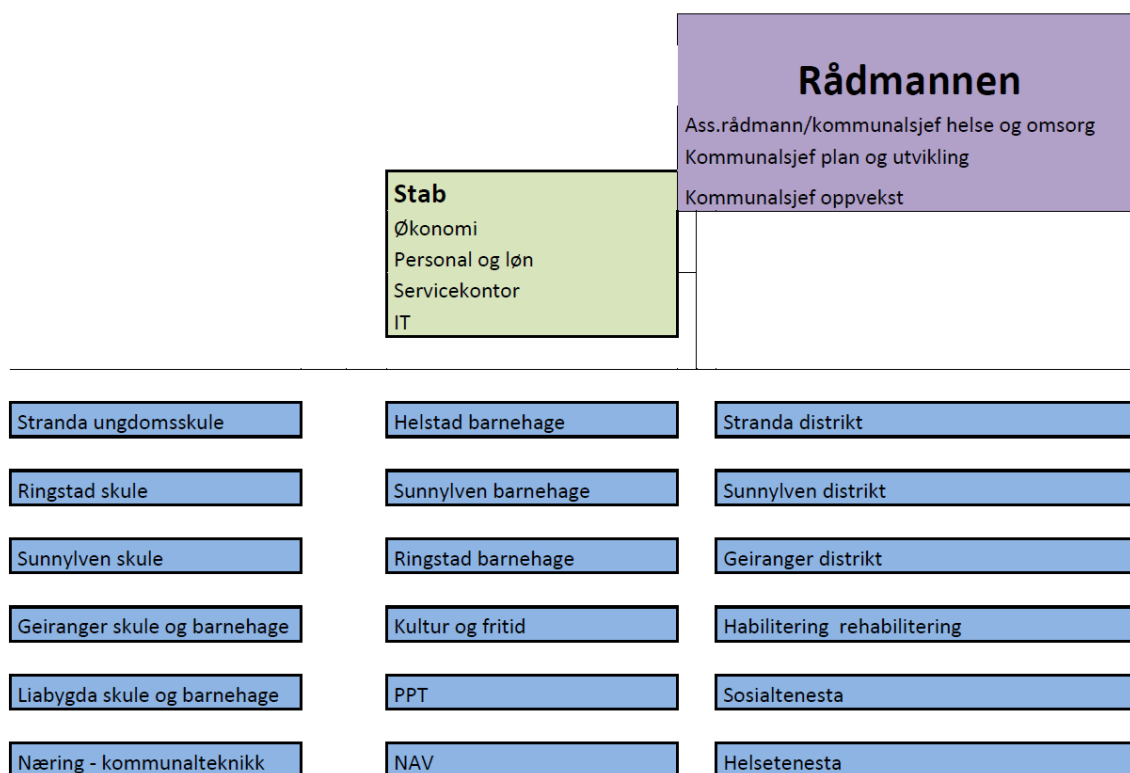 Rådmannen
Ass.rådmann/kommunalsjef helse og omsorg
Kommunalsjef plan og utvikling
Kommunalsjef oppvekst
Stab
Økonomi
Personal og løn
Servicekontor
IT
Stranda ungdomsskule
Helstad barnehage
Stranda distrikt
Ringstad skule
Sunnylven barnehage
Sunnylven distrikt
Sunnylven skule
Ringstad barnehage
Geiranger distrikt
Geiranger skule og barnehage
Kultur og fritid
Habilitering rehabilitering
Liabygda skule og barnehage
PPT
Sosialtenesta
Næring - kommunalteknikk
NAV
Helsetenesta